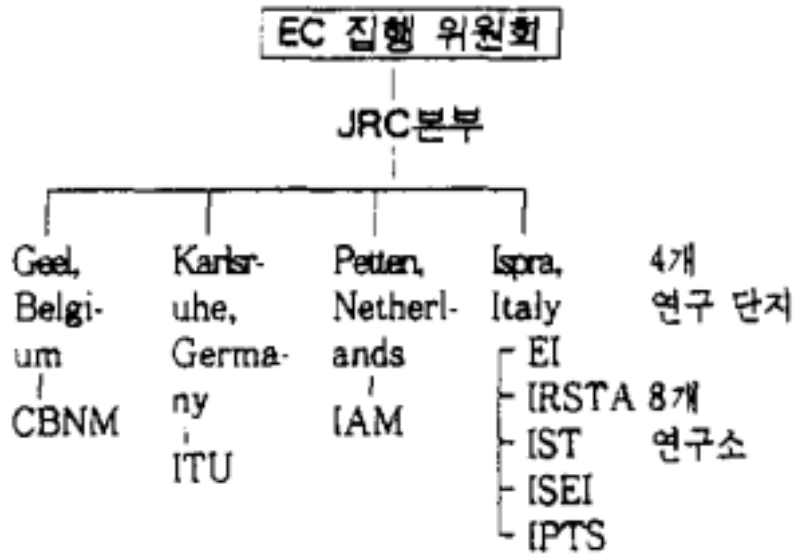 EC 집행 위원회
JRC본부
Geel, Karlsr- Petten, Ispra, 4개
Belgi- uhe, Netherl- Italy 연구 단지
um Germa- ands EI
CBNM ny IAM IRSTA 8개
ITU IST 연구소
ISEI
IPTS